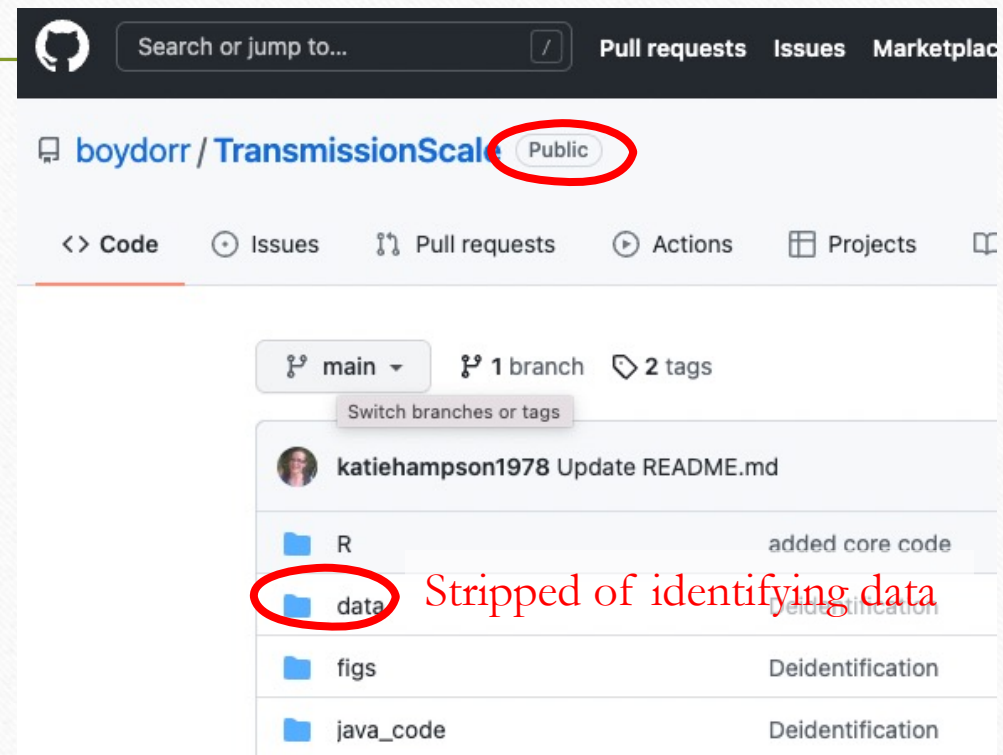 Search or jump to... / Pull requests Issues Marketplac
boydorr / TransmissionScale Public
<> Code Issues Pull requests Actions Projects
main 1 branch 2 tags
Switch branches or tags
katiehampson1978 Update README.md
R added core code
data Stripped of identifying data Deidentification
figs Deidentification
java_code Deidentification